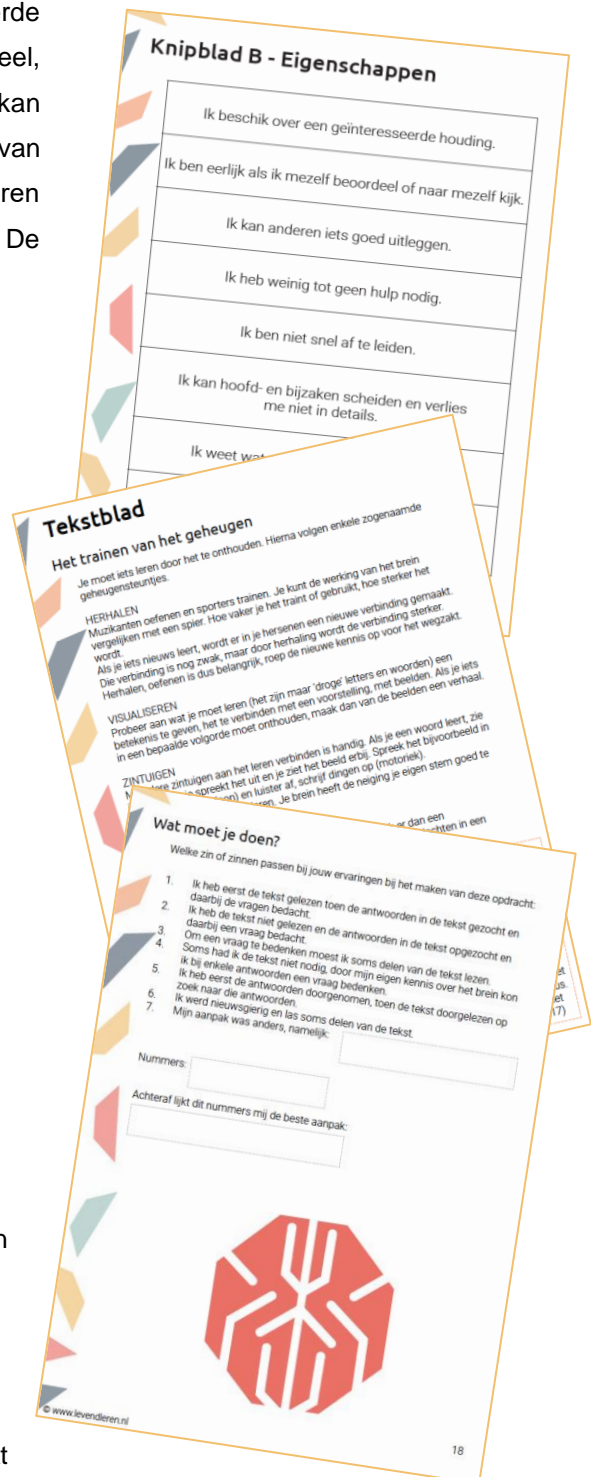 rde
eel,
kan
van
ren
De
Knipblad B - Eigenschappen
Ik beschik over een geïnteresseerde houding.
Ik ben eerlijk als ik mezelf beoordeel of naar mezelf kijk.
Ik kan anderen iets goed uitleggen.
Ik heb weinig tot geen hulp nodig.
Ik ben niet snel af te leiden.
Ik kan hoofd- en bijzaken scheiden en verlies
me niet in details.
Ik weet wat
Tekstblad
Het trainen van het geheugen
Je moet iets leren door het te onthouden. Hierna volgen enkele zogenaamde
geheugensteuntjes.
HERHALEN
Muzikanten oefenen en sporters trainen. Je kunt de werking van het brein
vergelijken met een spier. Hoe vaker je het traint of gebruikt, hoe sterker het
wordt.
Als je iets nieuws leert, wordt er in je hersenen een nieuwe verbinding gemaakt.
Die verbinding is nog zwak, maar door herhaling wordt de verbinding sterker.
Herhalen, oefenen is dus belangrijk, roep de nieuwe kennis op voor het wegzakt.
VISUALISEREN
Probeer aan wat je moet leren (het zijn maar 'droge' letters en woorden) een
betekenis te geven, het te verbinden met een voorstelling, met beelden. Als je iets
in een bepaalde volgorde moet onthouden, maak dan van de beelden een verhaal.
ZINTUIGEN
zintuigen aan het leren verbinden is handig. Als je een woord leert, zie
spreekt het uit en je ziet het beeld erbij. Spreek het bijvoorbeeld in
en luister af, schrijf dingen op (motoriek).
Je brein heeft de neiging je eigen stem goed te
er dan een
in een
et
us.
et
17)
Wat moet je doen?
Welke zin of zinnen passen bij jouw ervaringen bij het maken van deze opdracht:
1. Ik heb eerst de tekst gelezen toen de antwoorden in de tekst gezocht en
daarbij de vragen bedacht.
2. Ik heb de tekst niet gelezen en de antwoorden in de tekst opgezocht en
daarbij een vraag bedacht.
3. Om een vraag te bedenken moest ik soms delen van de tekst lezen.
4. Soms had ik de tekst niet nodig, door mijn eigen kennis over het brein kon
ik bij enkele antwoorden een vraag bedenken.
5. Ik heb eerst de antwoorden doorgenomen, toen de tekst doorgelezen op
zoek naar die antwoorden.
6. Ik werd nieuwsgierig en las soms delen van de tekst.
7. Mijn aanpak was anders, namelijk:
Nummers:
Achteraf lijkt dit nummers mij de beste aanpak:
n
© www.levendleren.nl
18
t